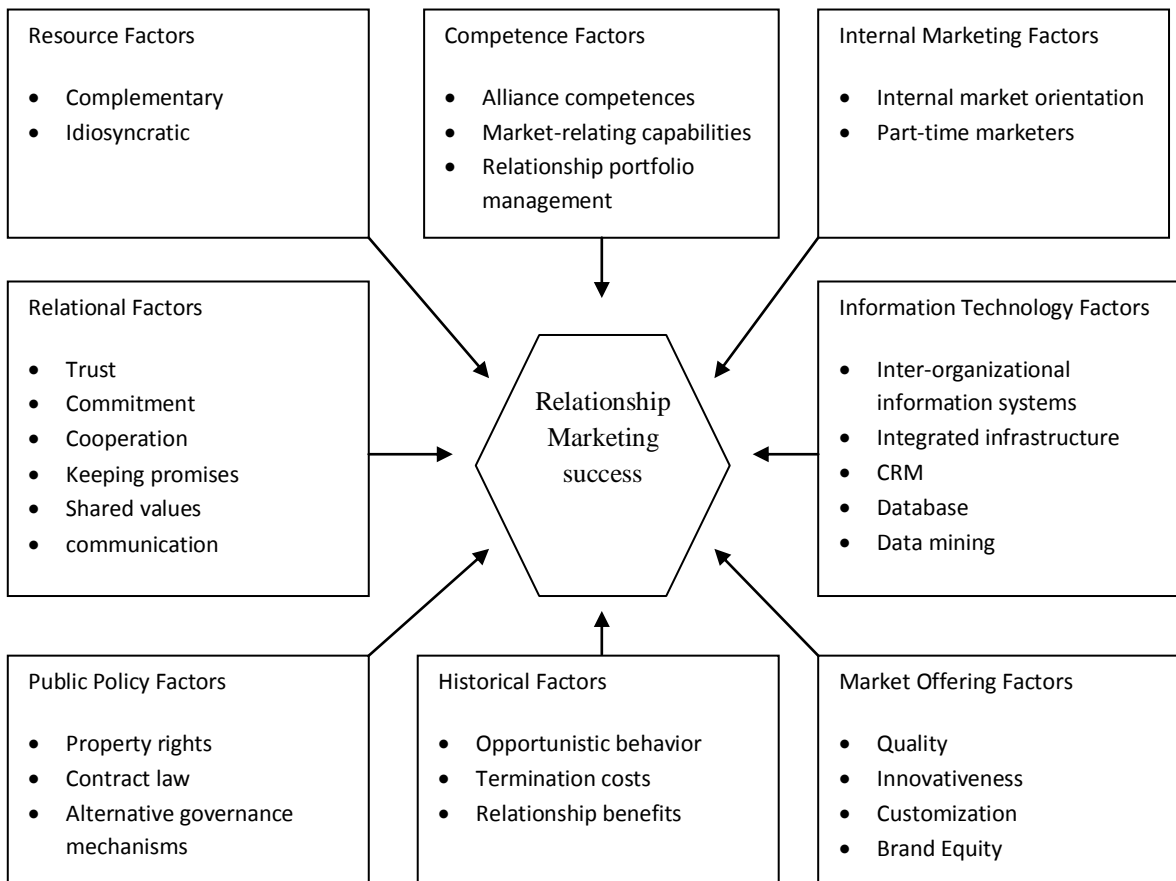 Resource Factors
• Complementary
• Idiosyncratic
Competence Factors
• Alliance competences
• Market-relating capabilities
• Relationship portfolio
management
Internal Marketing Factors
• Internal market orientation
• Part-time marketers
Relational Factors
• Trust
• Commitment
• Cooperation
• Keeping promises
• Shared values
• communication
Relationship
Marketing
success
Information Technology Factors
• Inter-organizational
information systems
• Integrated infrastructure
• CRM
• Database
• Data mining
Public Policy Factors
• Property rights
• Contract law
• Alternative governance
mechanisms
Historical Factors
• Opportunistic behavior
• Termination costs
• Relationship benefits
Market Offering Factors
• Quality
• Innovativeness
• Customization
• Brand Equity